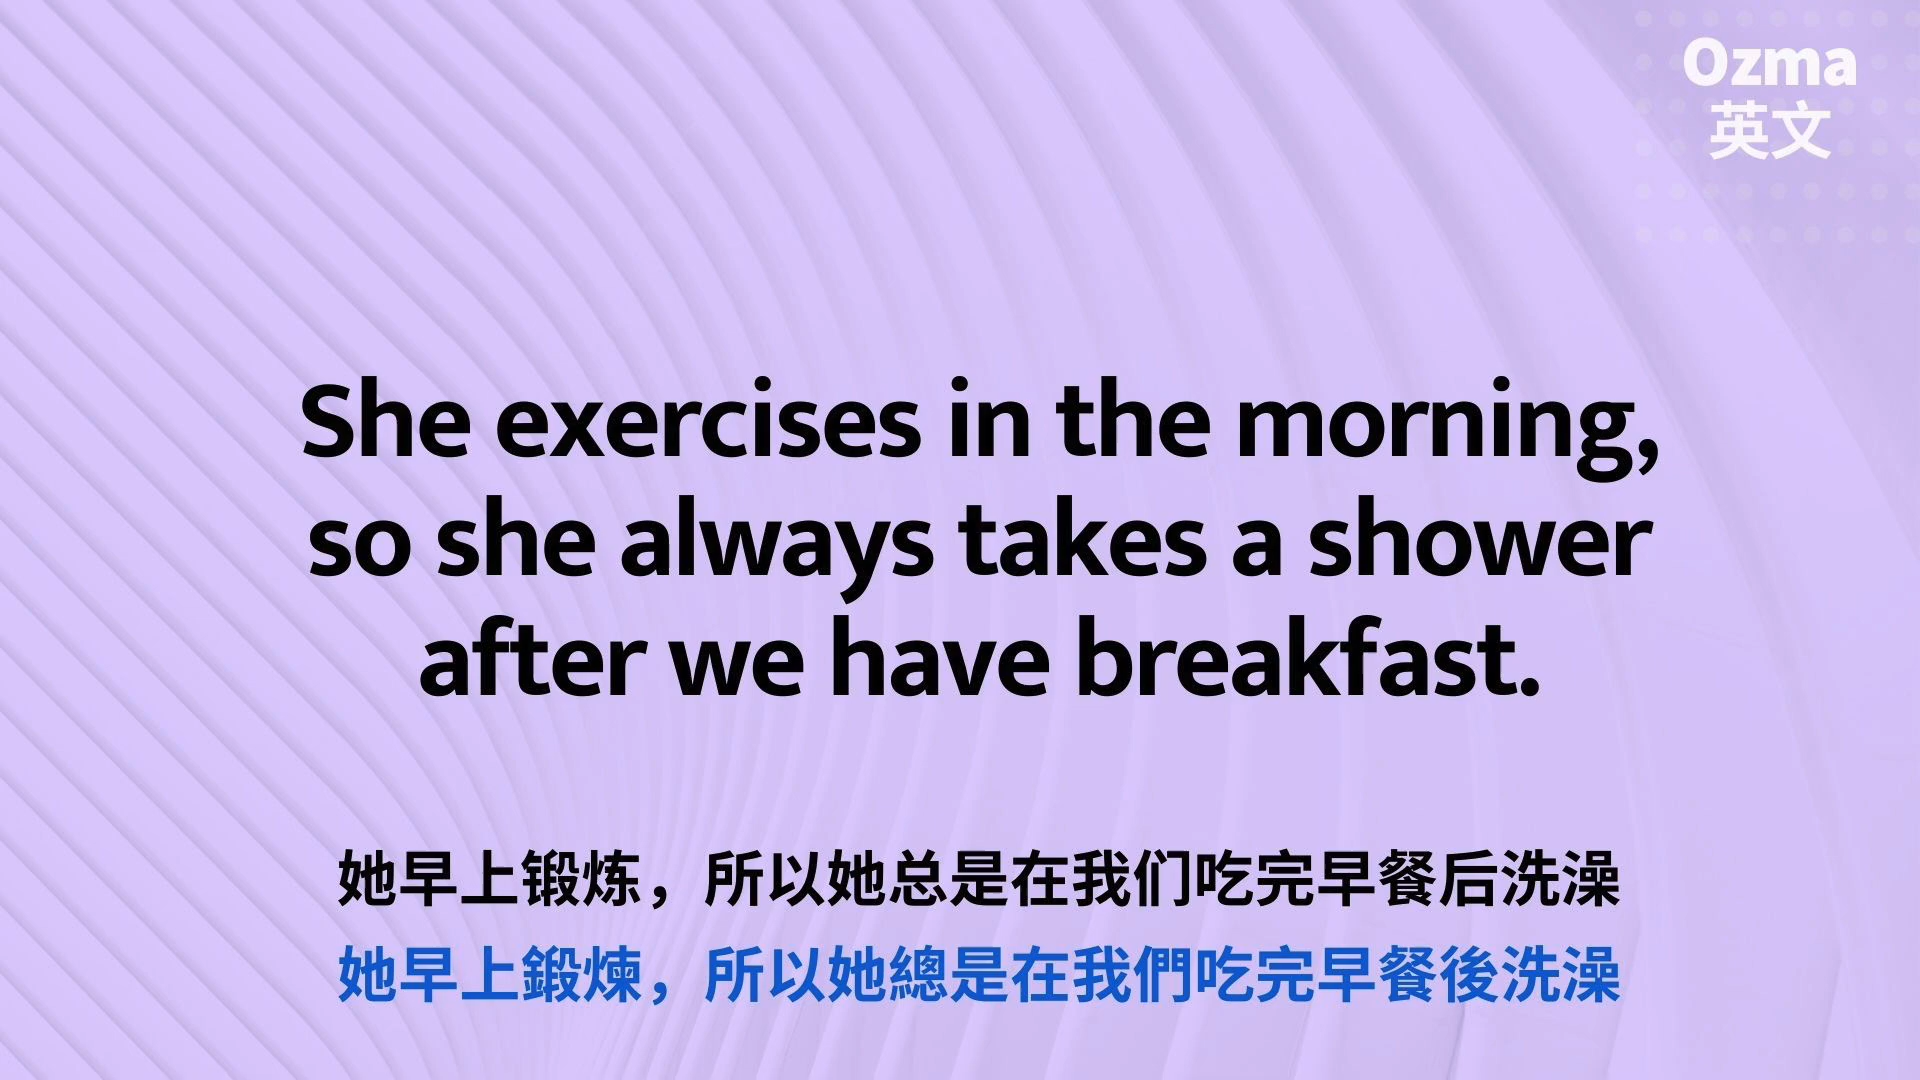 Ozma
英文
She exercises in the morning,
so she always takes a shower
after we have breakfast.
她早上锻炼，所以她总是在我们吃完早餐后洗澡
她早上鍛煉，所以她總是在我們吃完早餐後洗澡